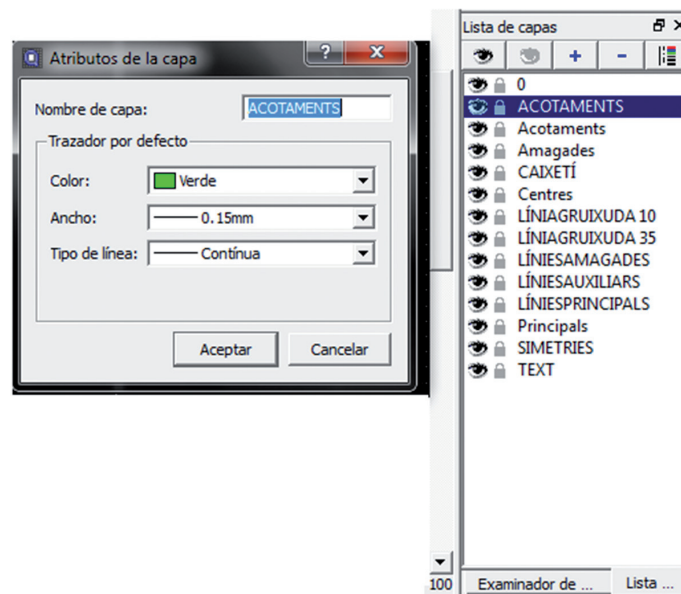 Atributos de la capa
Nombre de capa: ACOTAMENTS
Trazador por defecto
Color: Verde
Ancho: 0.15mm
Tipo de línea: Contínua
Aceptar Cancelar
Lista de capas
0
ACOTAMENTS
Acotaments
Amagades
CAIXETÍ
Centres
LÍNIAGRUIXUDA 10
LÍNIAGRUIXUDA 35
LÍNIESAMAGADES
LÍNIESAUXILIARS
LÍNIESPRINCIPALS
Principals
SIMETRIES
TEXT
100
Examinador de ... Lista ...